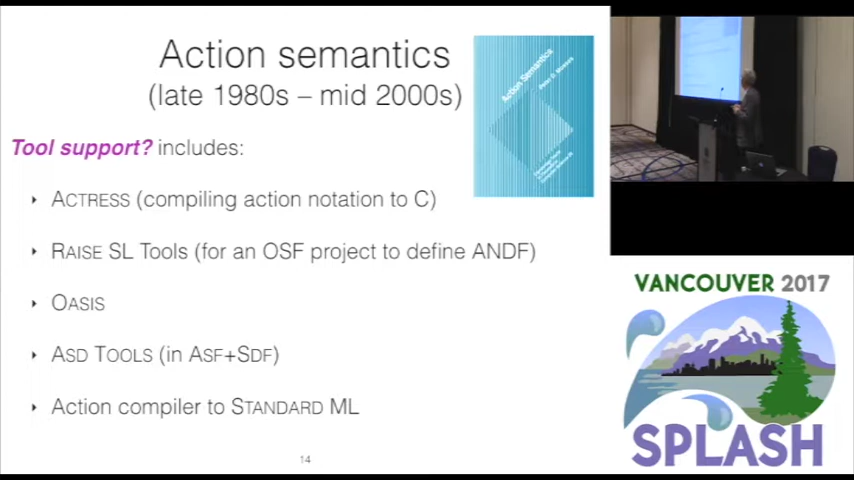 Action semantics
(late 1980s – mid 2000s)
Action Semantics
Peter D. Mosses
Tool support? includes:
‣ ACTRESS (compiling action notation to C)
‣ RAISE SL Tools (for an OSF project to define ANDF)
‣ OASIS
‣ ASD TOOLS (in ASF+SDF)
‣ Action compiler to STANDARD ML
14
VANCOUVER 2017
SPLASH